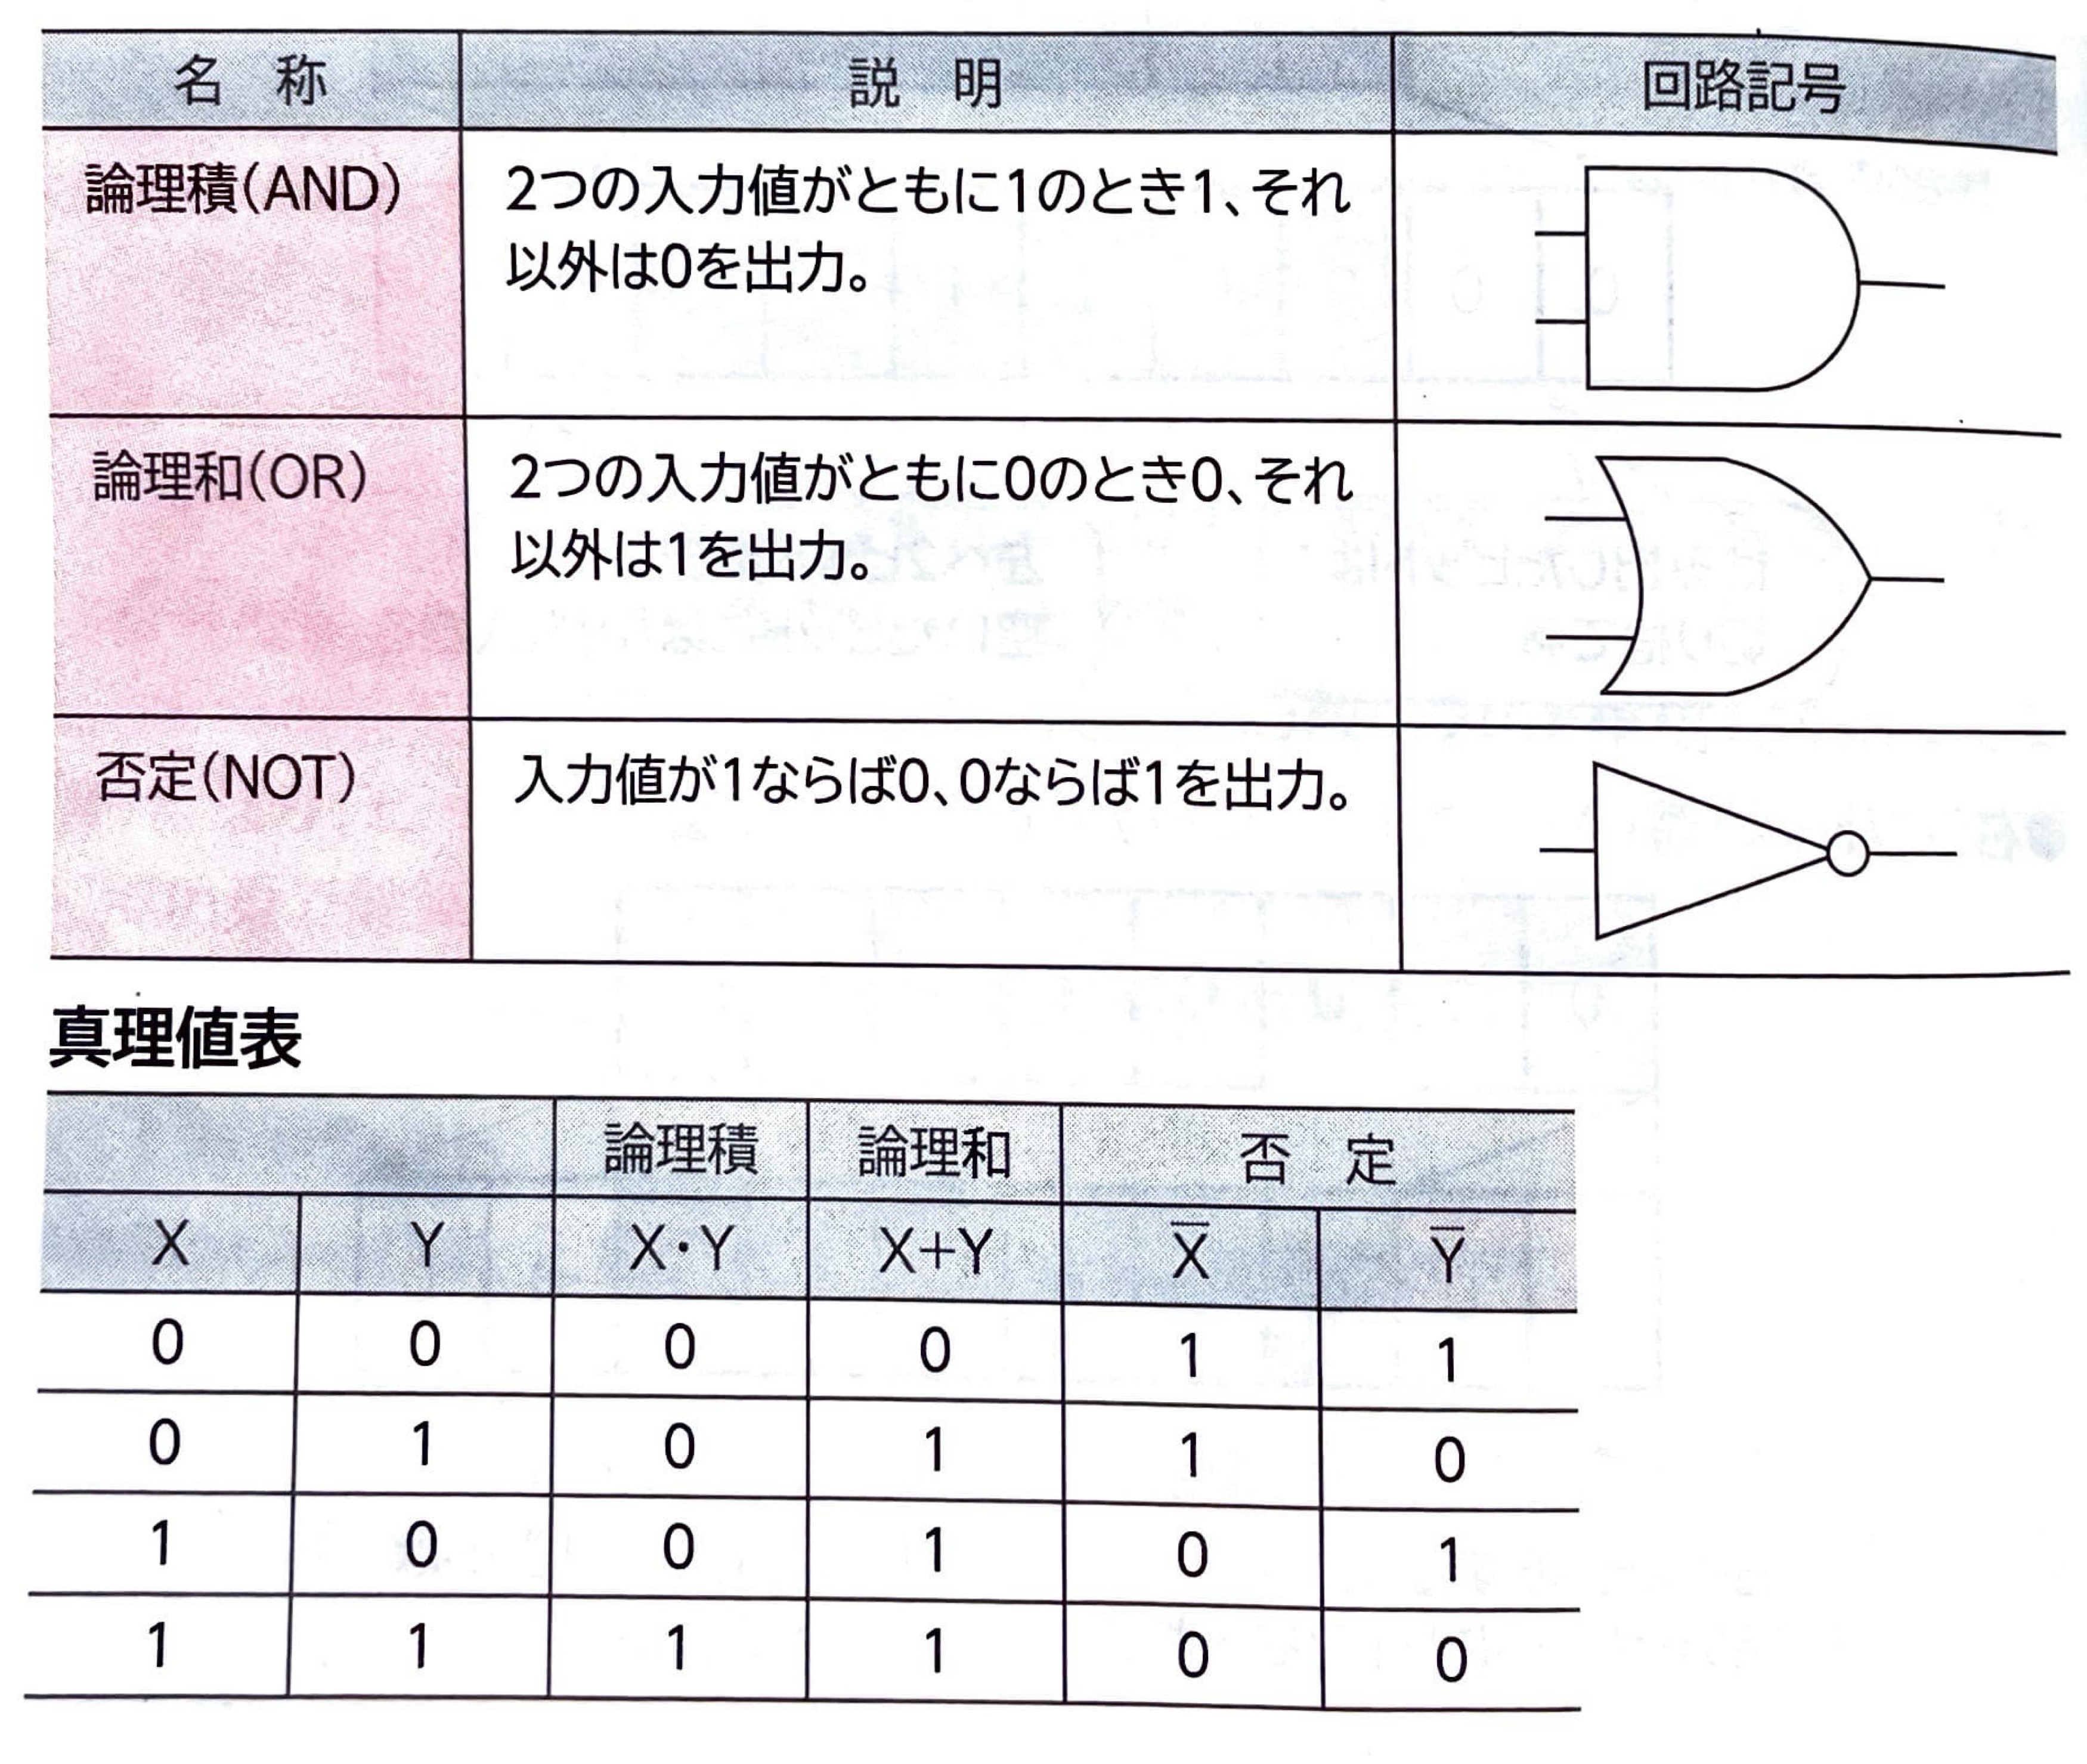 名 称 説 明 回路記号
論理積(AND) 2つの入力値がともに1のとき1、それ
以外は0を出力。
論理和(OR) 2つの入力値がともに0のとき0、それ
以外は1を出力。
否定(NOT) 入力値が1ならば0、0ならば1を出力。
真理値表
論理積 論理和 否 定
X Y X・Y X+Y X̅ Y̅
0 0 0 0 1 1
0 1 0 1 1 0
1 0 0 1 0 1
1 1 1 1 0 0